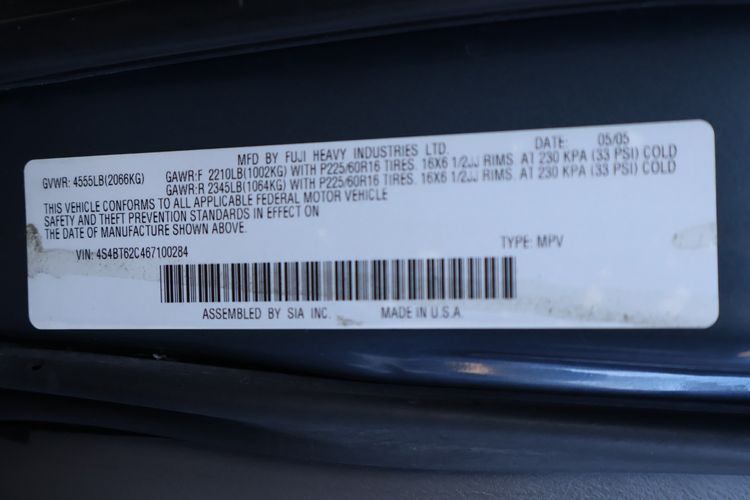 MFD BY FUJI HEAVY INDUSTRIES LTD. DATE: 05/05
GVWR: 4555LB(2066KG) GAWR:F 2210LB(1002KG) WITH P225/60R16 TIRES. 16X6 1/2JJ RIMS. AT 230 KPA (33 PSI) COLD
GAWR:R 2345LB(1064KG) WITH P225/60R16 TIRES. 16X6 1/2JJ RIMS. AT 230 KPA (33 PSI) COLD
THIS VEHICLE CONFORMS TO ALL APPLICABLE FEDERAL MOTOR VEHICLE
SAFETY AND THEFT PREVENTION STANDARDS IN EFFECT ON
THE DATE OF MANUFACTURE SHOWN ABOVE.
VIN: 4S4BT62C467100284 TYPE: MPV
ASSEMBLED BY SIA INC. MADE IN U.S.A.